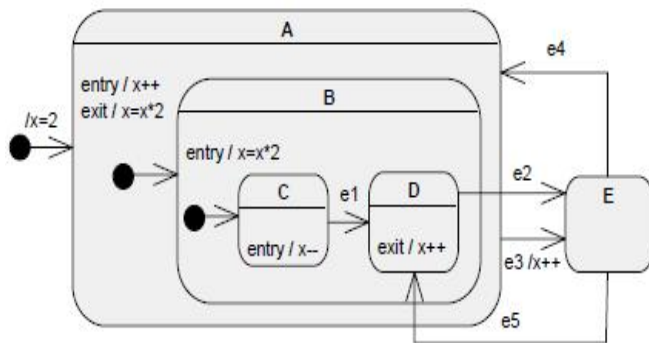 A
e4
entry / x++
exit / x=x*2
B
/x=2
entry / x=x*2
C
e1
D
e2
E
entry / x--
exit / x++
e3 /x++
e5